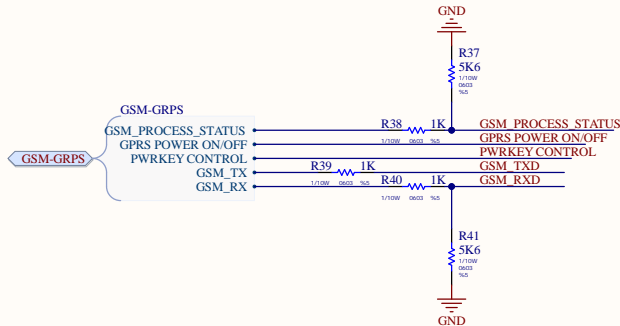 GND
R37
5K6
1/10W
0603
%5
GSM-GRPS
GSM_PROCESS_STATUS
R38
1K
GSM_PROCESS_STATUS
1/10W 0603 %5
GPRS POWER ON/OFF
GPRS POWER ON/OFF
GSM-GRPS
PWRKEY CONTROL
PWRKEY CONTROL
GSM_TX
R39
1K
GSM_TXD
1/10W 0603 %5
GSM_RX
R40
1K
GSM_RXD
1/10W 0603 %5
R41
5K6
1/10W
0603
%5
GND